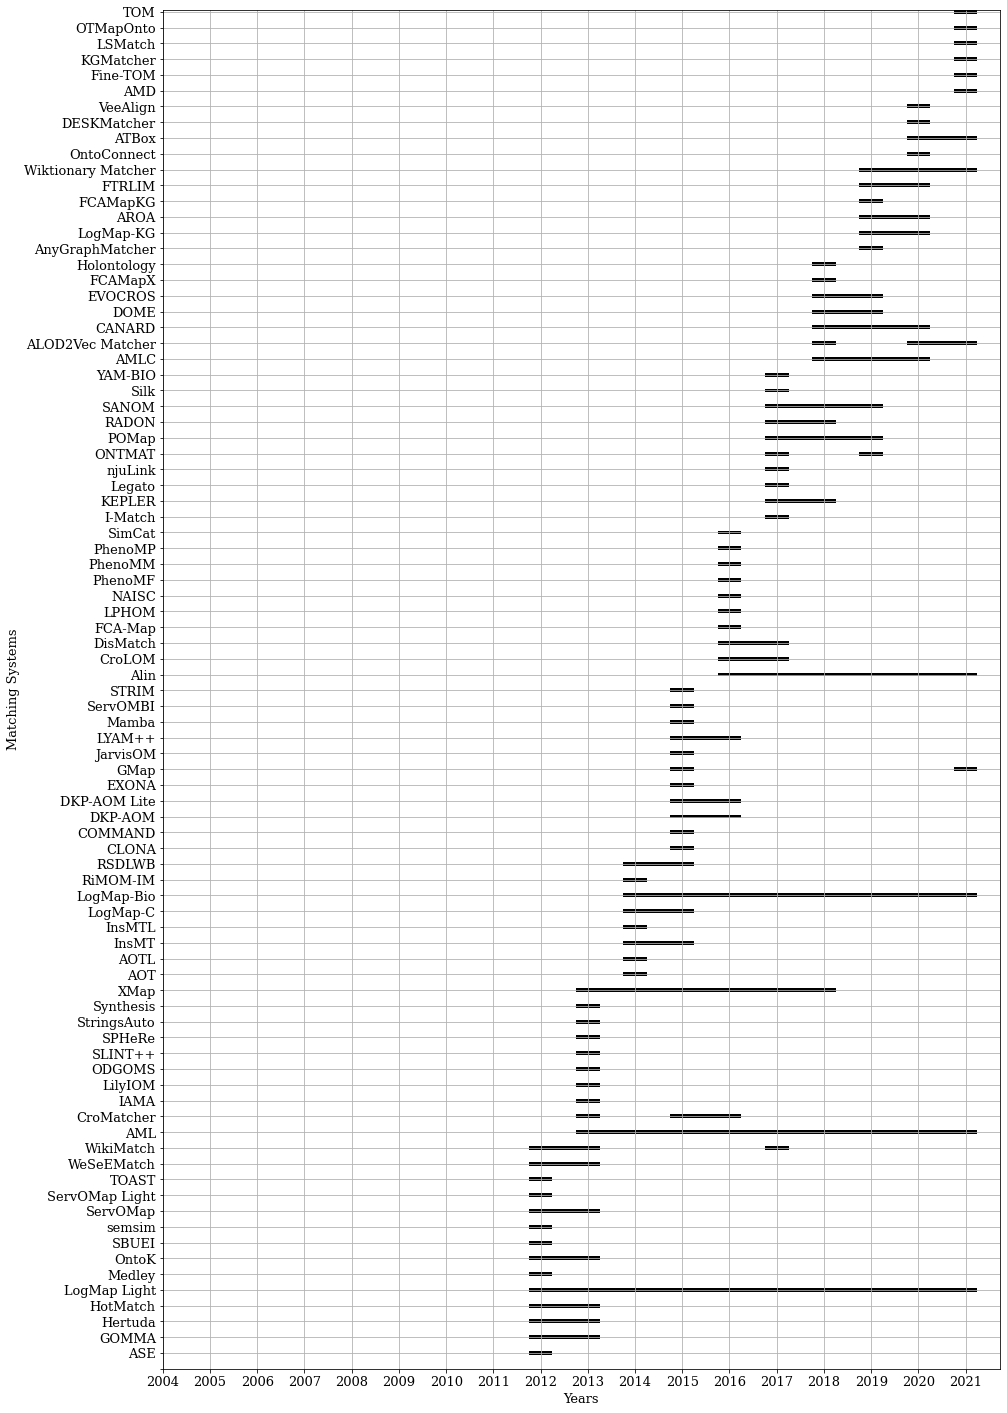 TOM
OTMapOnto
LSMatch
KGMatcher
Fine-TOM
AMD
VeeAlign
DESKMatcher
ATBox
OntoConnect
Wiktionary Matcher
FTRLIM
FCAMapKG
AROA
LogMap-KG
AnyGraphMatcher
Holontology
FCAMapX
EVOCROS
DOME
CANARD
ALOD2Vec Matcher
AMLC
YAM-BIO
Silk
SANOM
RADON
POMap
ONTMAT
njuLink
Legato
KEPLER
I-Match
SimCat
PhenoMP
PhenoMM
PhenoMF
NAISC
LPHOM
FCA-Map
DisMatch
CroLOM
Alin
STRIM
ServOMBI
Mamba
LYAM++
JarvisOM
GMap
EXONA
DKP-AOM Lite
DKP-AOM
COMMAND
CLONA
RSDLWB
RiMOM-IM
LogMap-Bio
LogMap-C
InsMTL
InsMT
AOTL
AOT
XMap
Synthesis
StringsAuto
SPHeRe
SLINT++
ODGOMS
LilyIOM
IAMA
CroMatcher
AML
WikiMatch
WeSeEMatch
TOAST
ServOMap Light
ServOMap
semsim
SBUEI
OntoK
Medley
LogMap Light
HotMatch
Hertuda
GOMMA
ASE
Matching Systems
2004 2005 2006 2007 2008 2009 2010 2011 2012 2013 2014 2015 2016 2017 2018 2019 2020 2021
Years